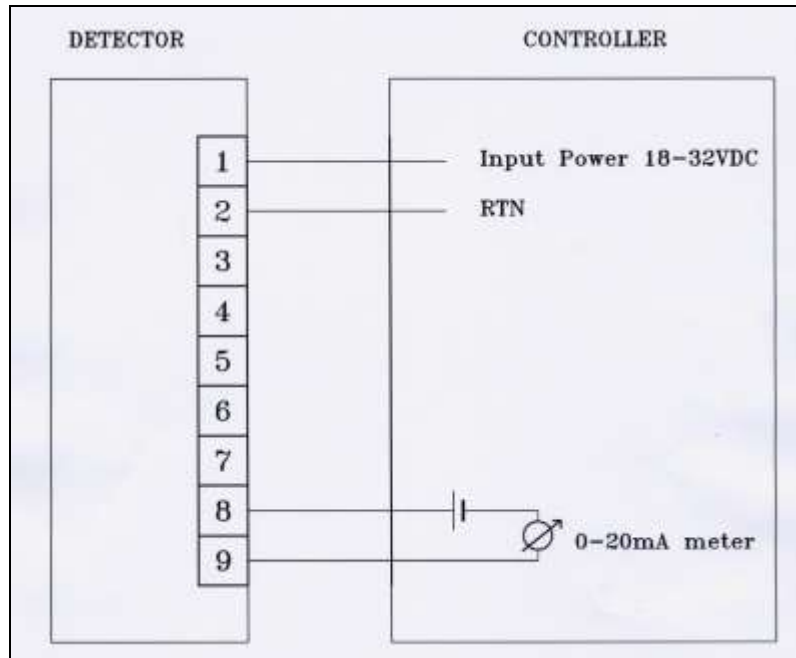 DETECTOR
CONTROLLER
1
Input Power 18-32VDC
2
RTN
3
4
5
6
7
8
9
0-20mA meter